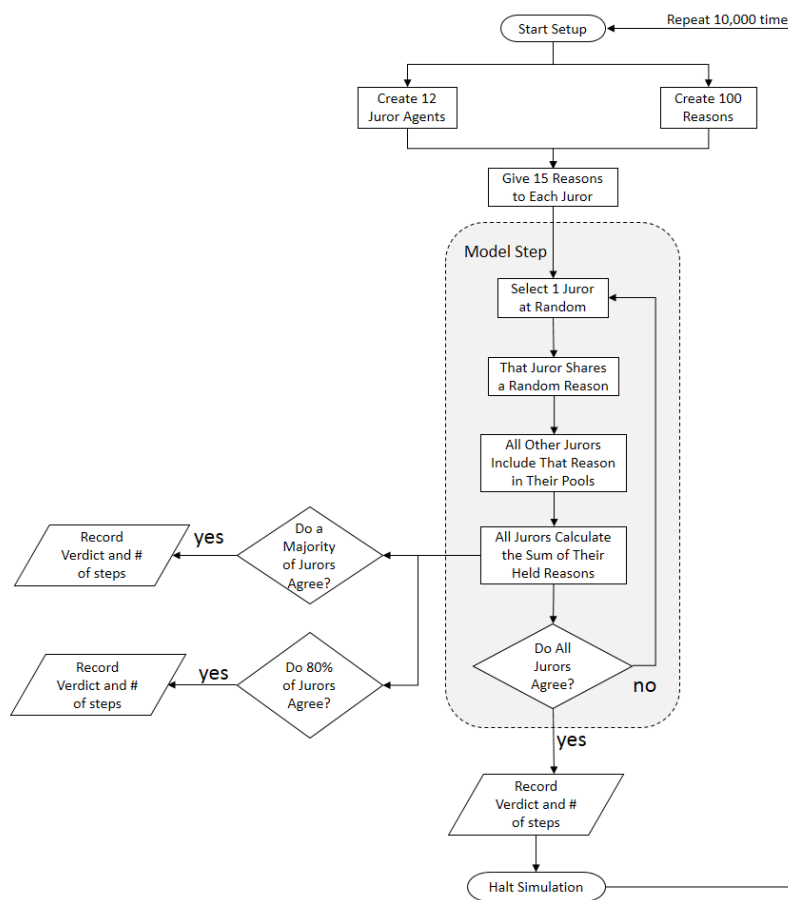 Repeat 10,000 time
Start Setup
Create 12
Juror Agents
Create 100
Reasons
Give 15 Reasons
to Each Juror
Model Step
Select 1 Juror
at Random
That Juror Shares
a Random Reason
All Other Jurors
Include That Reason
in Their Pools
All Jurors Calculate
the Sum of Their
Held Reasons
Do a
Majority
of Jurors
Agree?
yes
Record
Verdict and #
of steps
Do 80%
of Jurors
Agree?
yes
Record
Verdict and #
of steps
Do All
Jurors
Agree?
no
yes
Record
Verdict and #
of steps
Halt Simulation